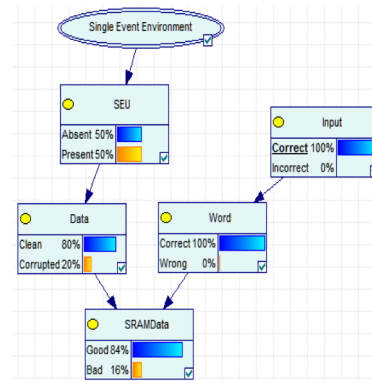 Single Event Environment
SEU
Absent 50%
Present 50%
Input
Correct 100%
Incorrect 0%
Data
Clean 80%
Corrupted 20%
Word
Correct 100%
Wrong 0%
SRAMData
Good 84%
Bad 16%